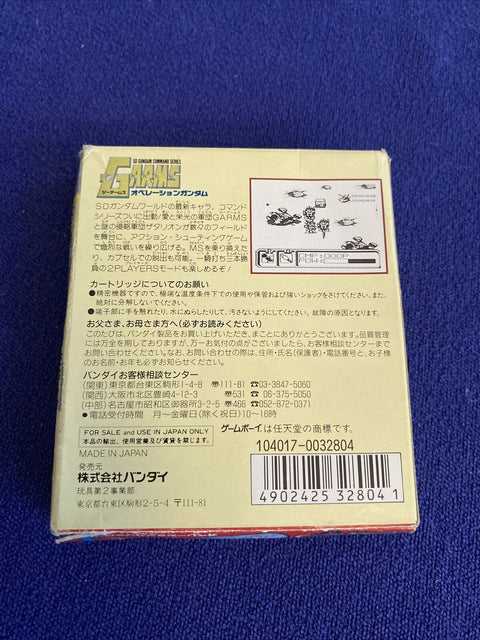 SD GUNDAM COMMAND SERIES
G-ARMS
ジーアームズ
オペレーションガンダム
SDガンダムワールドの最新キャラ、コマンド
シリーズついに出動!愛と栄光の軍団GARMS
と謎の侵略軍団ザタリオンが数々のフィールド
を舞台に、アクション・シューティングゲーム
で熾烈な戦いを繰り広げる。MSを乗り換えた
り、カプセルでの脱出も可能。一騎打ち三本勝
負の2PLAYERSモードも楽しめるぞ!
CMP:000P
POW:
カートリッジについてのお願い
●精密機器ですので、極端な温度条件下での使用や保管および強いショックをさけてください。また、
絶対に分解しないでください。
●端子部に手を触れたり、水にぬらしたりして、汚さないようにしてください。故障の原因となります。
お父さま、お母さま方へ(必ずお読みください)
このたびは、バンダイ製品をお買い上げいただき、まことにありがとうございます。品質管理
には万全を期しておりますが、万一お気付の点がございましたら、お客様相談センターまで
お問い合わせください。なお、お問い合わせの際は、住所・氏名(保護者)・電話番号と、お子様
のお名前・お年も必ずお知らせください。
バンダイお客様相談センター
(関東)東京都台東区駒形1-4-8 〒111-81 ☎03-3847-5060
(関西)大阪市北区豊崎4-12-3 〒531 ☎06-375-5050
(中部)名古屋市昭和区御器所3-2-5 〒466 ☎052-872-0371
●電話受付時間 月~金曜日(除く祝日)10~16時
FOR SALE and USE IN JAPAN ONLY
本品の輸出、使用営業及び賃貸を禁じます。
ゲームボーイは任天堂の商標です。
MADE IN JAPAN
104017-0032804
発売元
株式会社バンダイ
玩具第2事業部
東京都台東区駒形2-5-4 〒111-81
4902425328041